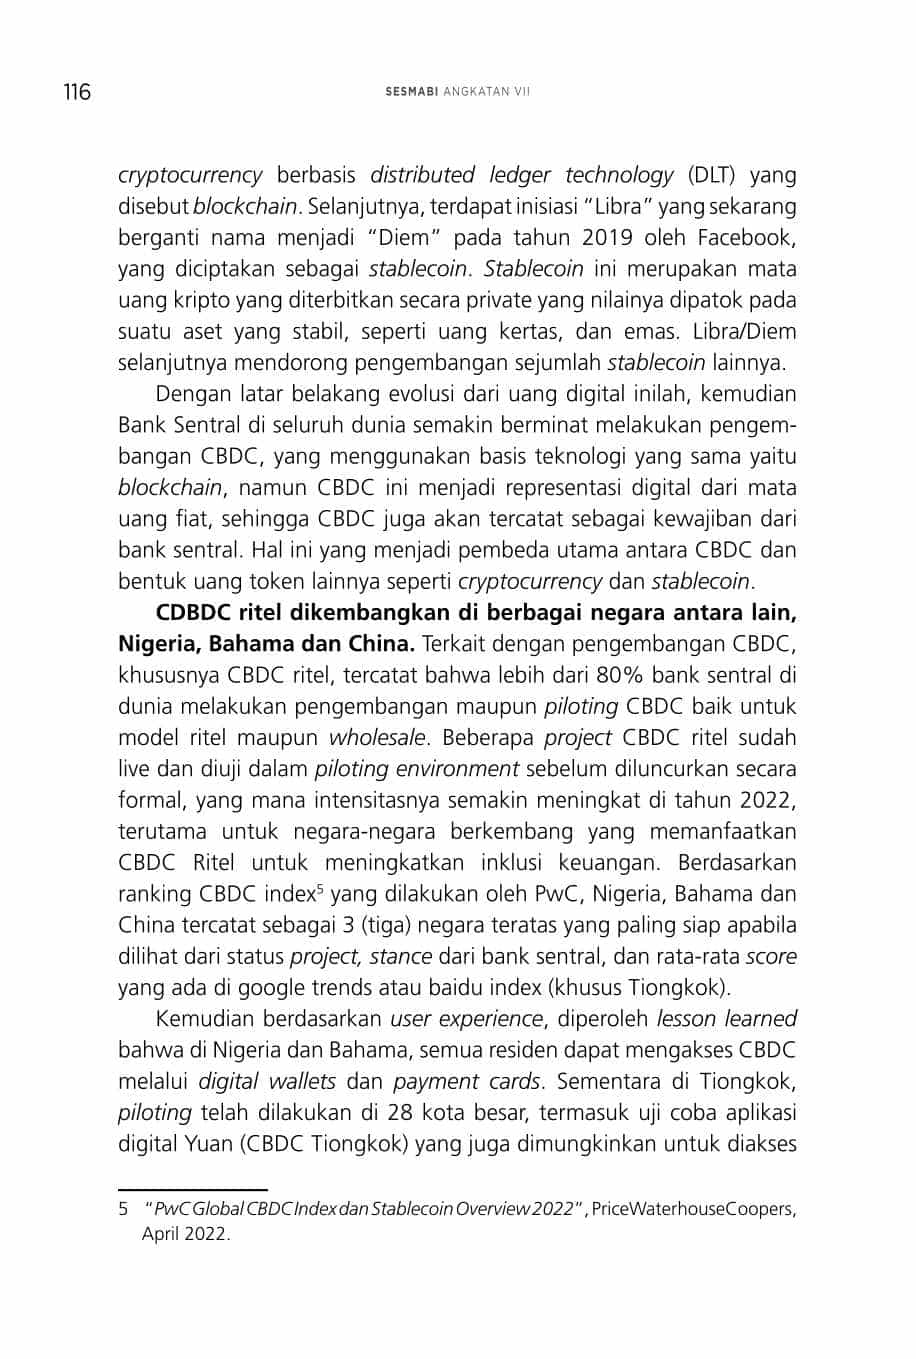 116
SESMABI ANGKATAN VII
cryptocurrency berbasis distributed ledger technology (DLT) yang
disebut blockchain. Selanjutnya, terdapat inisiasi “Libra” yang sekarang
berganti nama menjadi “Diem” pada tahun 2019 oleh Facebook,
yang diciptakan sebagai stablecoin. Stablecoin ini merupakan mata
uang kripto yang diterbitkan secara private yang nilainya dipatok pada
suatu aset yang stabil, seperti uang kertas, dan emas. Libra/Diem
selanjutnya mendorong pengembangan sejumlah stablecoin lainnya.
Dengan latar belakang evolusi dari uang digital inilah, kemudian
Bank Sentral di seluruh dunia semakin berminat melakukan pengem-
bangan CBDC, yang menggunakan basis teknologi yang sama yaitu
blockchain, namun CBDC ini menjadi representasi digital dari mata
uang fiat, sehingga CBDC juga akan tercatat sebagai kewajiban dari
bank sentral. Hal ini yang menjadi pembeda utama antara CBDC dan
bentuk uang token lainnya seperti cryptocurrency dan stablecoin.
CDBDC ritel dikembangkan di berbagai negara antara lain,
Nigeria, Bahama dan China. Terkait dengan pengembangan CBDC,
khususnya CBDC ritel, tercatat bahwa lebih dari 80% bank sentral di
dunia melakukan pengembangan maupun piloting CBDC baik untuk
model ritel maupun wholesale. Beberapa project CBDC ritel sudah
live dan diuji dalam piloting environment sebelum diluncurkan secara
formal, yang mana intensitasnya semakin meningkat di tahun 2022,
terutama untuk negara-negara berkembang yang memanfaatkan
CBDC Ritel untuk meningkatkan inklusi keuangan. Berdasarkan
ranking CBDC index⁵ yang dilakukan oleh PwC, Nigeria, Bahama dan
China tercatat sebagai 3 (tiga) negara teratas yang paling siap apabila
dilihat dari status project, stance dari bank sentral, dan rata-rata score
yang ada di google trends atau baidu index (khusus Tiongkok).
Kemudian berdasarkan user experience, diperoleh lesson learned
bahwa di Nigeria dan Bahama, semua residen dapat mengakses CBDC
melalui digital wallets dan payment cards. Sementara di Tiongkok,
piloting telah dilakukan di 28 kota besar, termasuk uji coba aplikasi
digital Yuan (CBDC Tiongkok) yang juga dimungkinkan untuk diakses
5 “PwC Global CBDC Index dan Stablecoin Overview 2022”, PriceWaterhouseCoopers,
April 2022.